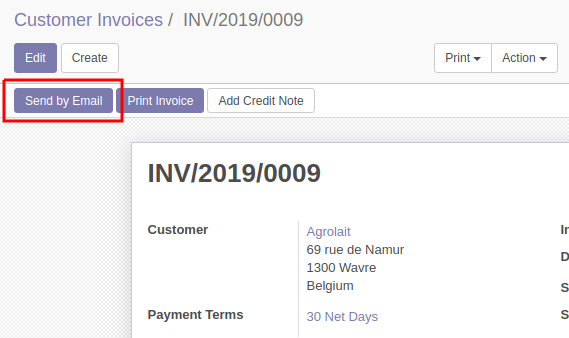 Customer Invoices / INV/2019/0009
Edit Create Print Action
Send by Email Print Invoice Add Credit Note
INV/2019/0009
Customer Agrolait In
69 rue de Namur D
1300 Wavre
Belgium S
Payment Terms 30 Net Days S